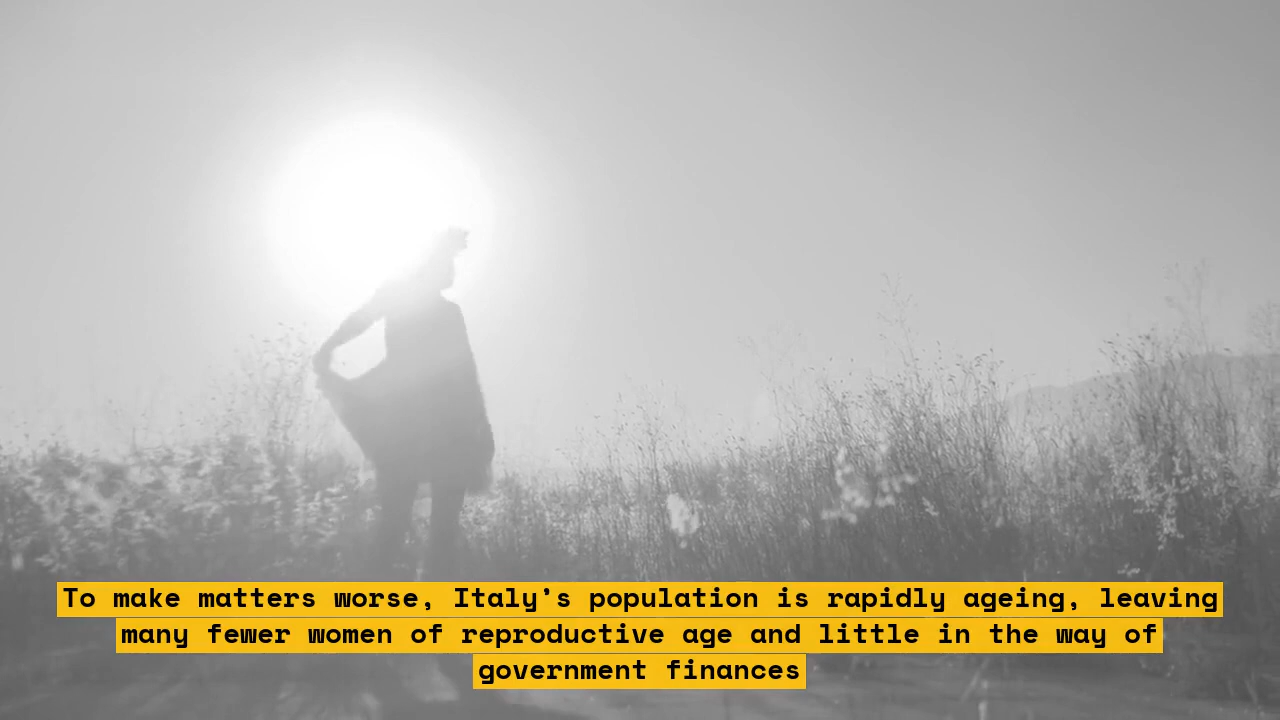 To make matters worse, Italy's population is rapidly ageing, leaving
many fewer women of reproductive age and little in the way of
government finances